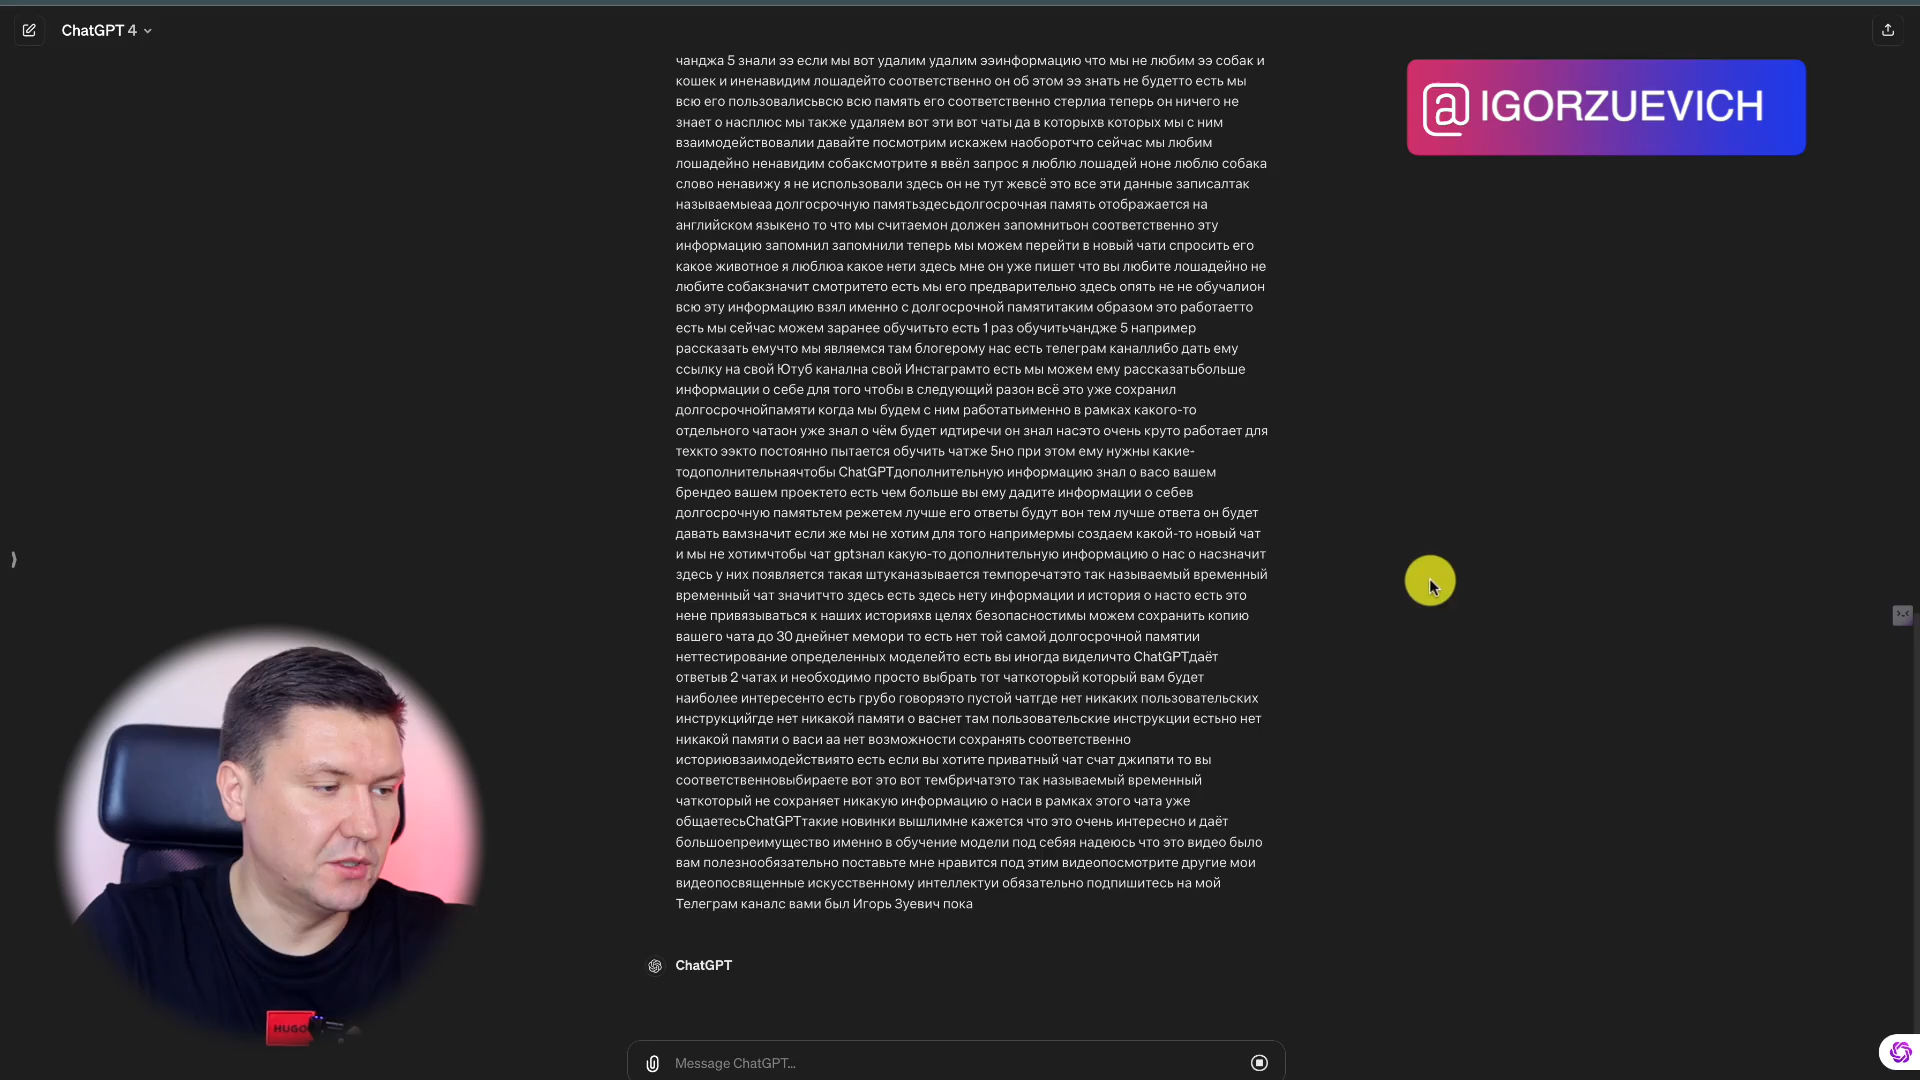 ChatGPT 4
чанджа 5 знали ээ если мы вот удалим удалим ээинформацию что мы не любим ээ собак и
кошек и иненавидим лошадейто соответственно он об этом ээ знать не будетто есть мы
всю его пользовалисьвсю всю память его соответственно стерлиа теперь он ничего не
знает о насплюс мы также удаляем вот эти вот чаты да в которыхв которых мы с ним
взаимодействовалии давайте посмотрим искажем наоборотчто сейчас мы любим
лошадейно ненавидим собаксмотрите я ввёл запрос я люблю лошадей ноне люблю собака
слово ненавижу я не использовали здесь он не тут жевсё это все эти данные записалтак
называемыеаа долгосрочную памятьздесьдолгосрочная память отображается на
английском языкено то что мы считаемон должен запомнитьон соответственно эту
информацию запомнил запомнили теперь мы можем перейти в новый чати спросить его
какое животное я люблюа какое нети здесь мне он уже пишет что вы любите лошадейно не
любите собакзначит смотритето есть мы его предварительно здесь опять не не обучалион
всю эту информацию взял именно с долгосрочной памятитаким образом это работаетто
есть мы сейчас можем заранее обучитьто есть 1 раз обучитьчандже 5 например
рассказать емучто мы являемся там блогерому нас есть телеграм каналлибо дать ему
ссылку на свой Ютуб канална свой Инстаграмто есть мы можем ему рассказатьбольше
информации о себе для того чтобы в следующий разон всё это уже сохранил
долгосрочнойпамяти когда мы будем с ним работатьименно в рамках какого-то
отдельного чатаон уже знал о чём будет идтиречи он знал насэто очень круто работает для
техкто ээкто постоянно пытается обучить чатже 5но при этом ему нужны какие-
тодополнительнаячтобы ChatGPTдополнительную информацию знал о васо вашем
брендео вашем проектето есть чем больше вы ему дадите информации о себев
долгосрочную памятьтем режетем лучше его ответы будут вон тем лучше ответа он будет
давать вамзначит если же мы не хотим для того напримермы создаем какой-то новый чат
и мы не хотимчтобы чат gptзнал какую-то дополнительную информацию о нас о насзначит
здесь у них появляется такая штуканазывается темпоречатэто так называемый временный
временный чат значитчто здесь есть здесь нету информации и история о насто есть это
нене привязываться к наших историяхв целях безопасностимы можем сохранить копию
вашего чата до 30 днейнет мемори то есть нет той самой долгосрочной памятии
неттестирование определенных моделейто есть вы иногда виделичто ChatGPTдаёт
ответыв 2 чатах и необходимо просто выбрать тот чаткоторый который вам будет
наиболее интересенто есть грубо говоряэто пустой чатгде нет никаких пользовательских
инструкцийгде нет никакой памяти о васнет там пользовательские инструкции естьно нет
никакой памяти о васи аа нет возможности сохранять соответственно
историювзаимодействиято есть если вы хотите приватный чат счат джипяти то вы
соответственновыбираете вот это вот тембричатэто так называемый временный
чаткоторый не сохраняет никакую информацию о наси в рамках этого чата уже
общаетесьChatGPTтакие новинки вышлимне кажется что это очень интересно и даёт
большоепреимущество именно в обучение модели под себяя надеюсь что это видео было
вам полезнообязательно поставьте мне нравится под этим видеопосмотрите другие мои
видеопосвященные искусственному интеллектуи обязательно подпишитесь на мой
Телеграм каналс вами был Игорь Зуевич пока
@IGORZUEVICH
ChatGPT
HUGO
Message ChatGPT...